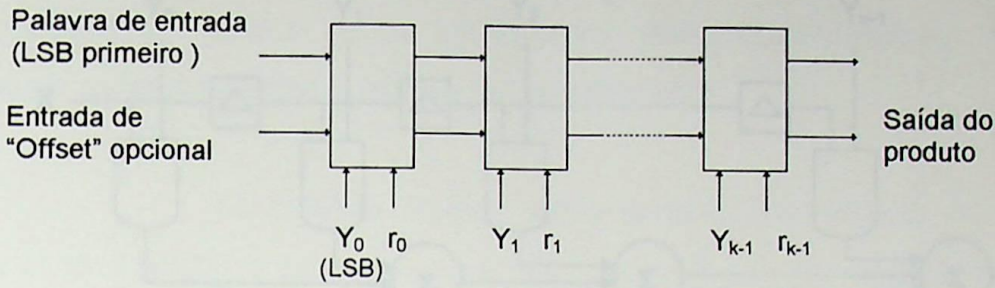 Palavra de entrada
(LSB primeiro )
Entrada de
“Offset” opcional
Saída do
produto
Y0 r0
(LSB)
Y1 r1
Yk-1 rk-1